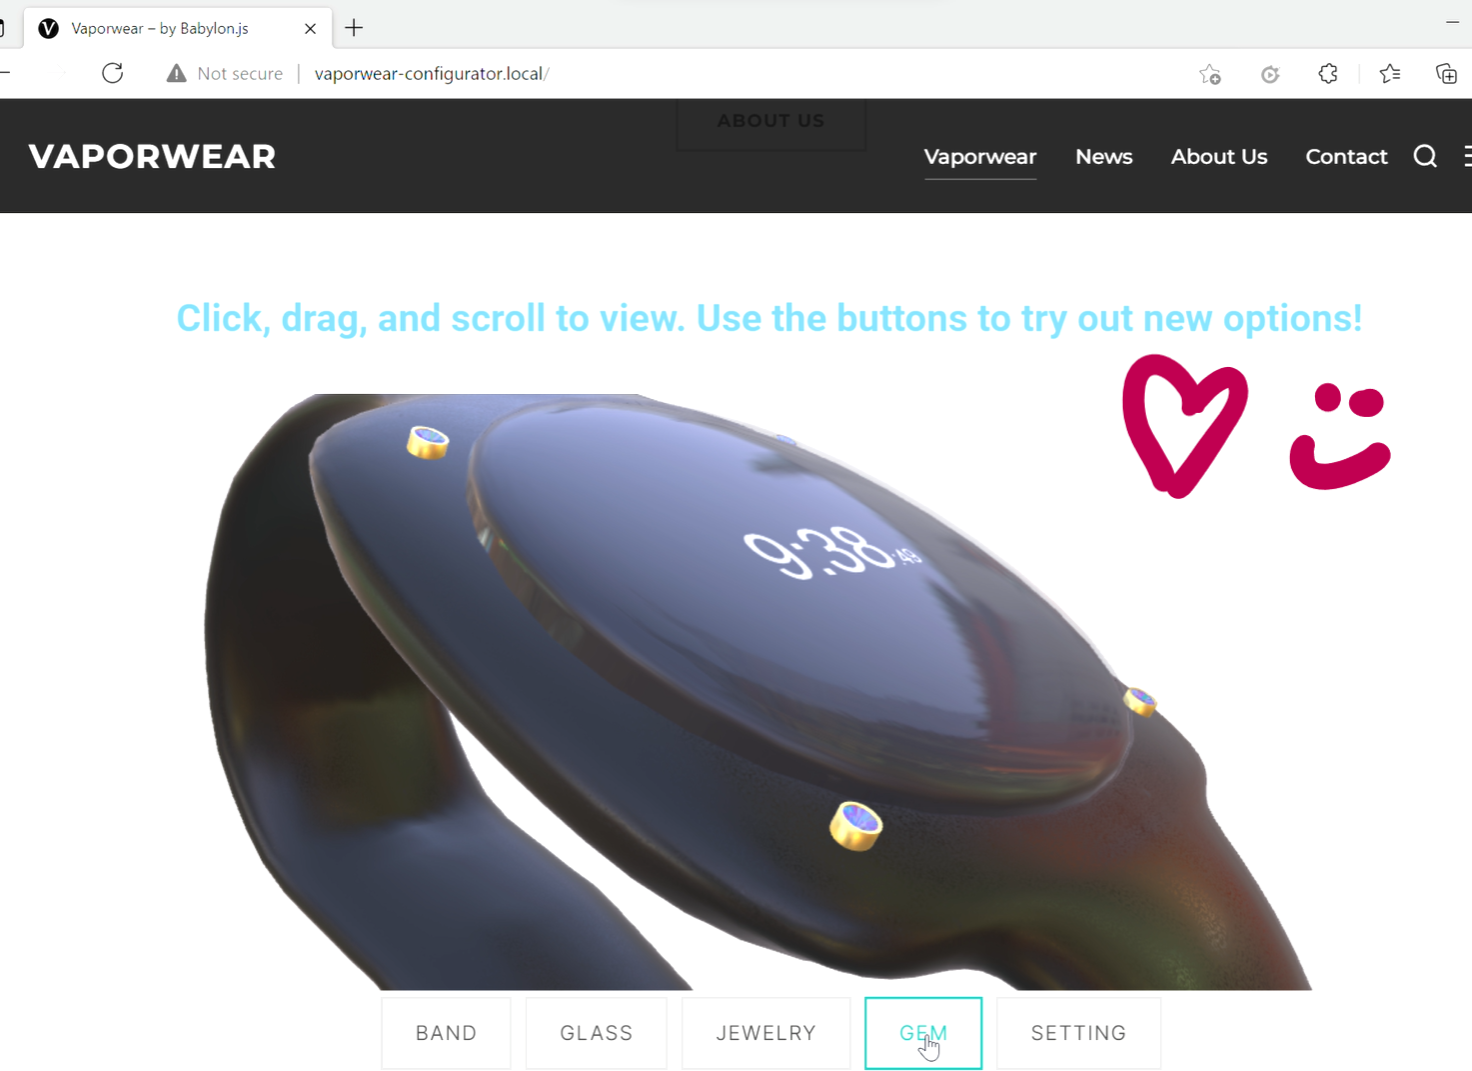 Vaporwear – by Babylon.js
Not secure
vaporwear-configurator.local/
ABOUT US
VAPORWEAR
Vaporwear
News
About Us
Contact
Click, drag, and scroll to view. Use the buttons to try out new options!
9:38:49
BAND
GLASS
JEWELRY
GEM
SETTING